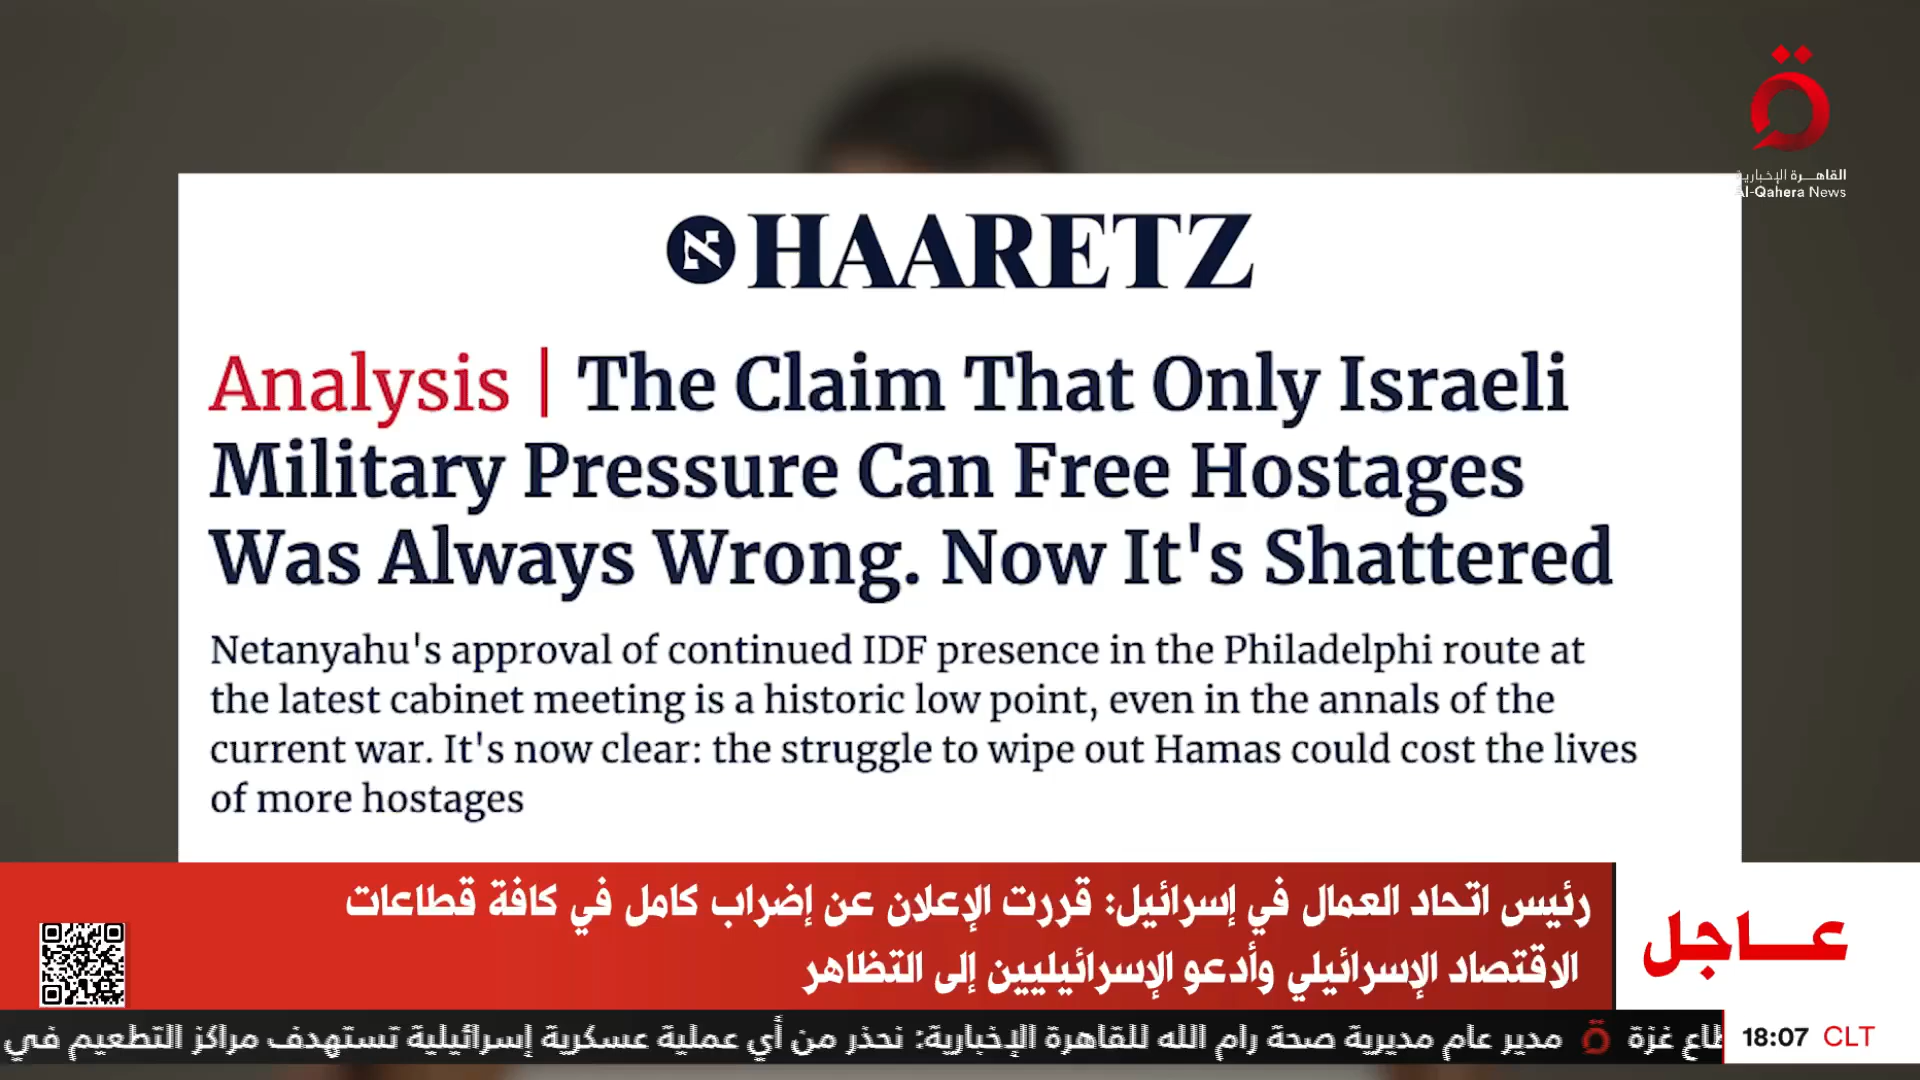 القاهـــرة الإخبارية
Al-Qahera News
HAARETZ
Analysis | The Claim That Only Israeli
Military Pressure Can Free Hostages
Was Always Wrong. Now It's Shattered
Netanyahu's approval of continued IDF presence in the Philadelphi route at
the latest cabinet meeting is a historic low point, even in the annals of the
current war. It's now clear: the struggle to wipe out Hamas could cost the lives
of more hostages
عـــاجل
رئيس اتحاد العمال في إسرائيل: قررت الإعلان عن إضراب كامل في كافة قطاعات
الاقتصاد الإسرائيلي وأدعو الإسرائيليين إلى التظاهر
غزة مدير عام مديرية صحة رام الله للقاهرة الإخبارية: نحذر من أي عملية عسكرية إسرائيلية تستهدف مراكز التطعيم في
18:07 CLT